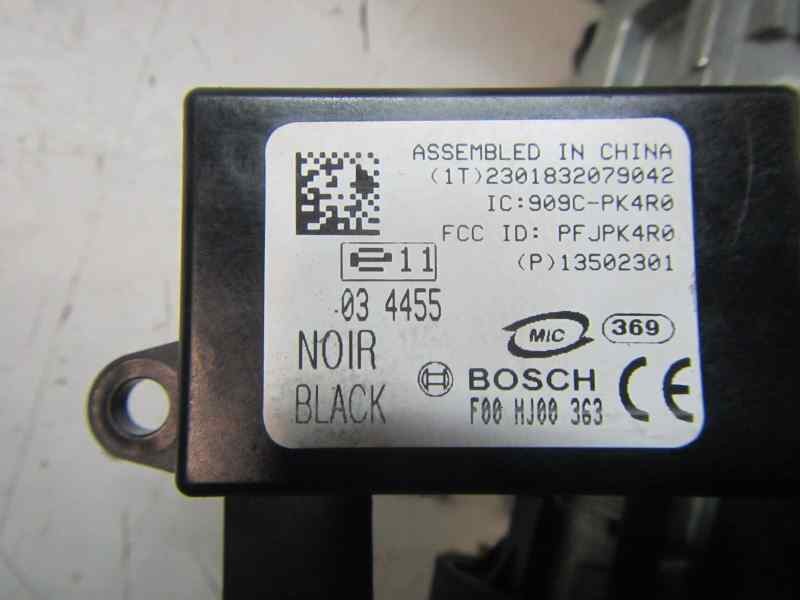 ASSEMBLED IN CHINA
(1T)2301832079042
IC:909C-PK4R0
FCC ID: PFJPK4R0
(P)13502301
E 11
03 4455
NOIR
BLACK
MIC
369
BOSCH
F00 HJ00 363
CE